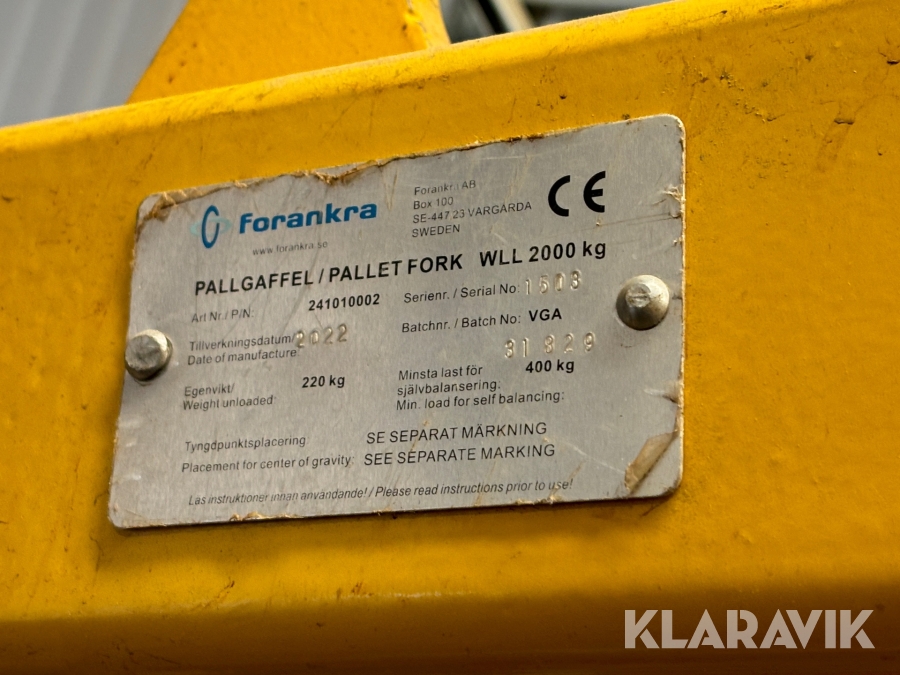 forankra
www.forankra.se
Forankra AB
Box 100
SE-447 23 VÅRGÅRDA
SWEDEN
CE
PALLGAFFEL / PALLET FORK WLL 2000 kg
Art Nr. / P/N: 241010002
Serienr. / Serial No: 1503
Tillverkningsdatum/
Date of manufacture: 2022
Batchnr. / Batch No: VGA
31 329
Egenvikt/
Weight unloaded: 220 kg
Minsta last för
självbalansering: 400 kg
Min. load for self balancing:
Tyngdpunktsplacering SE SEPARAT MÄRKNING
Placement for center of gravity: SEE SEPARATE MARKING
Läs instruktioner innan användande! / Please read instructions prior to use!
KLARAVIK